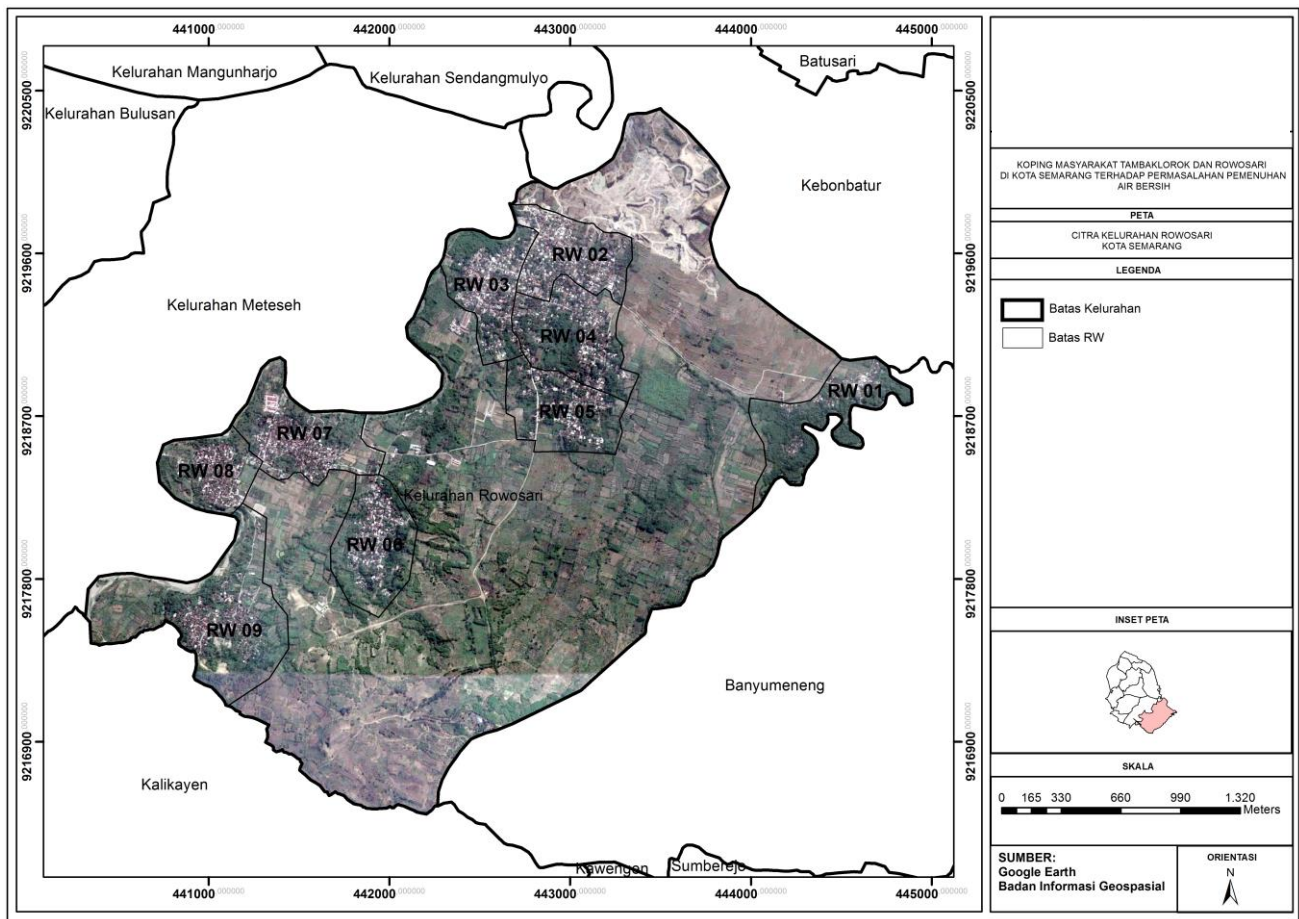 441000,000000 442000,000000 443000,000000 444000,000000 445000,000000
Kelurahan Mangunharjo
Kelurahan Sendangmulyo
Batusari
9220500,000000
9220500,000000
Kelurahan Bulusan
Kebonbatur
9219600,000000
9219600,000000
RW 02
RW 03
Kelurahan Meteseh
RW 04
RW 01
RW 05
9218700,000000
9218700,000000
RW 07
RW 08
Kelurahan Rowosari
RW 06
9217800,000000
9217800,000000
RW 09
Banyumeneng
9216900,000000
9216900,000000
Kalikayen
Kawengen
Sumberejo
441000,000000 442000,000000 443000,000000 444000,000000 445000,000000
KOPING MASYARAKAT TAMBAKLOROK DAN ROWOSARI
DI KOTA SEMARANG TERHADAP PERMASALAHAN PEMENUHAN
AIR BERSIH
PETA
CITRA KELURAHAN ROWOSARI
KOTA SEMARANG
LEGENDA
Batas Kelurahan
Batas RW
INSET PETA
SKALA
0 165 330 660 990 1.320
Meters
SUMBER:
Google Earth
Badan Informasi Geospasial
ORIENTASI
N